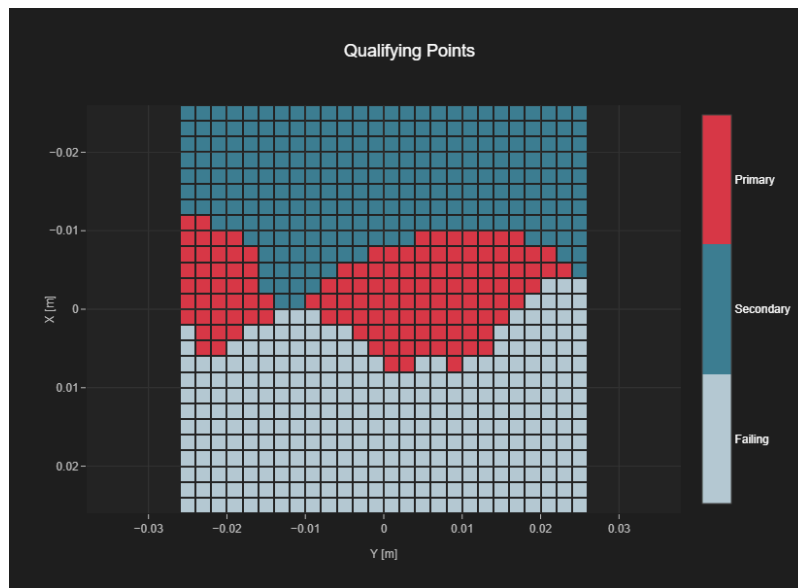 Qualifying Points
−0.02
−0.01
0
0.01
0.02
X [m]
−0.03
−0.02
−0.01
0
0.01
0.02
0.03
Y [m]
Primary
Secondary
Failing